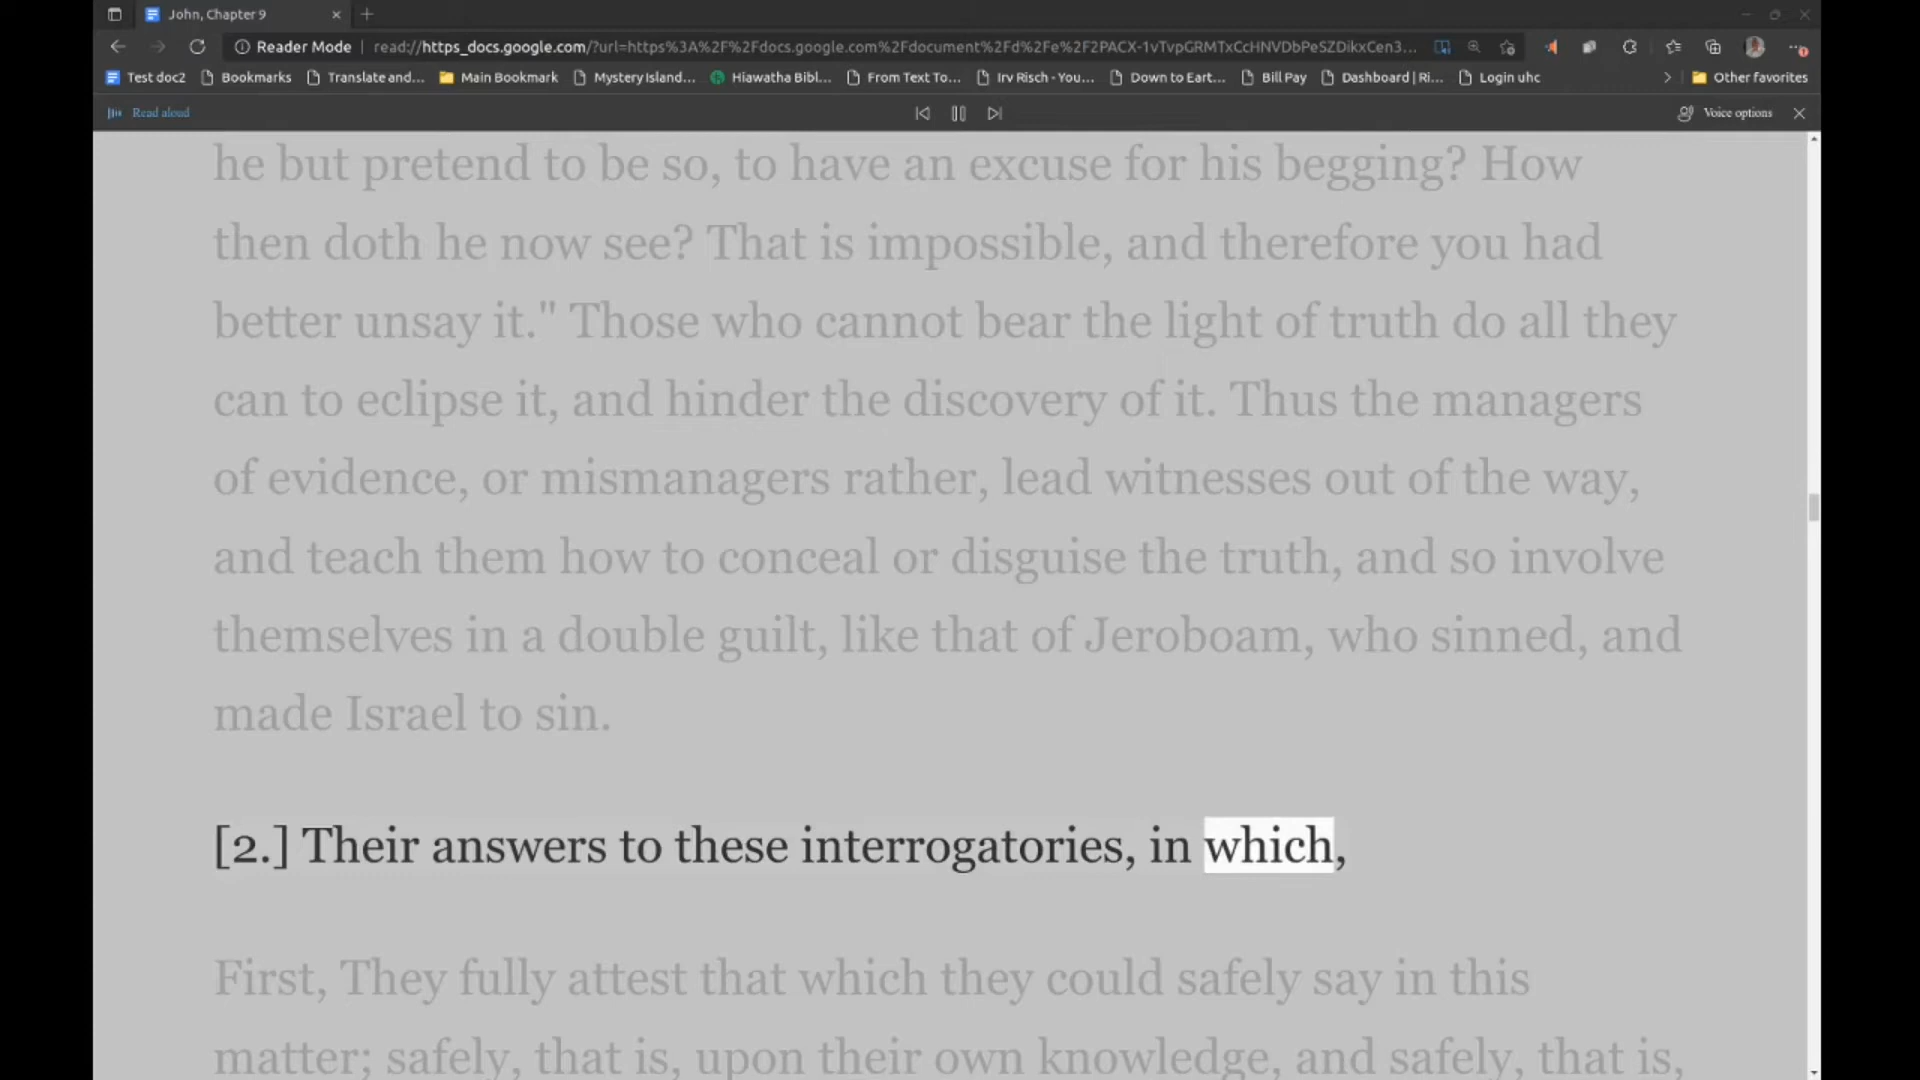 John, Chapter 9
Reader Mode
read://https_docs.google.com/?url=https%3A%2F%2Fdocs.google.com%2Fdocument%2Fd%2Fe%2F2PACX-1vTvpGRMTxCcHNVDbPeSZDikxCen3...
Test doc2
Bookmarks
Translate and...
Main Bookmark
Mystery Island...
Hiawatha Bibl...
From Text To...
Irv Risch - You...
Down to Eart...
Bill Pay
Dashboard | Ri...
Login uhc
Other favorites
Read aloud
Voice options
he but pretend to be so, to have an excuse for his begging? How
then doth he now see? That is impossible, and therefore you had
better unsay it." Those who cannot bear the light of truth do all they
can to eclipse it, and hinder the discovery of it. Thus the managers
of evidence, or mismanagers rather, lead witnesses out of the way,
and teach them how to conceal or disguise the truth, and so involve
themselves in a double guilt, like that of Jeroboam, who sinned, and
made Israel to sin.
[2.] Their answers to these interrogatories, in which,
First, They fully attest that which they could safely say in this
matter; safely, that is, upon their own knowledge, and safely, that is,